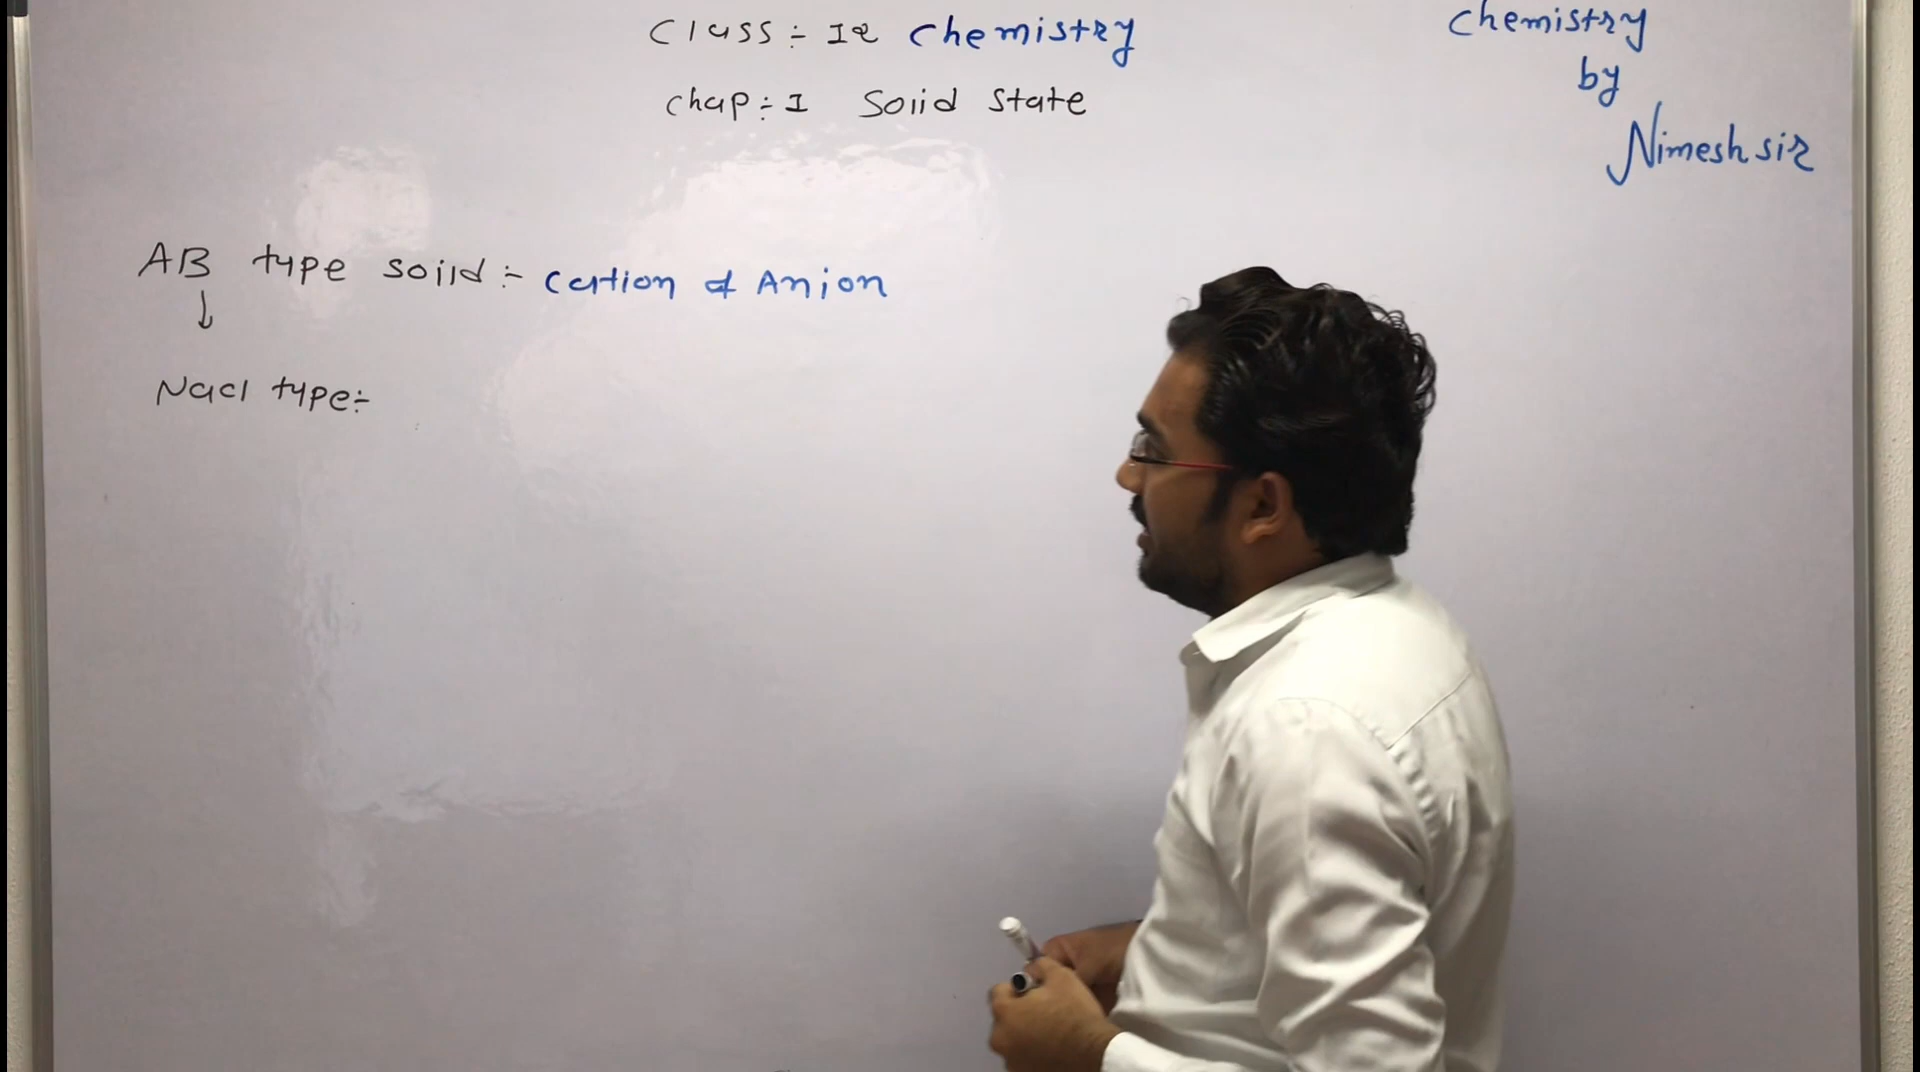 Class :- 12 Chemistry
Chap :- 1 Solid State
Chemistry
by
Nimesh sir
AB type solid :- Cation & Anion
↓
NaCl type :-